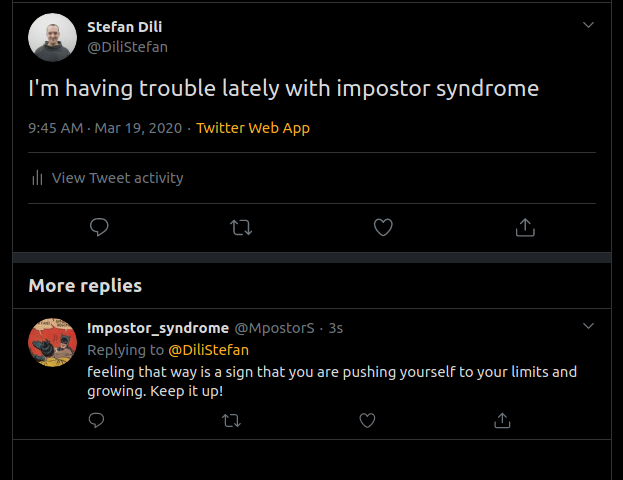 Stefan Dili
@DiliStefan
I'm having trouble lately with impostor syndrome
9:45 AM · Mar 19, 2020 · Twitter Web App
View Tweet activity
More replies
!mpostor_syndrome @MpostorS · 3s
Replying to @DiliStefan
feeling that way is a sign that you are pushing yourself to your limits and
growing. Keep it up!